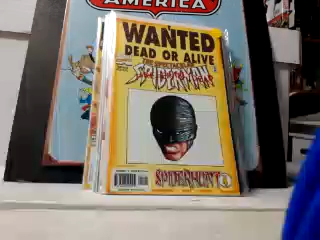 AMERICA
WANTED
DEAD OR ALIVE
THE SPECTACULAR
SPIDER-MAN
SPIDERHUNT